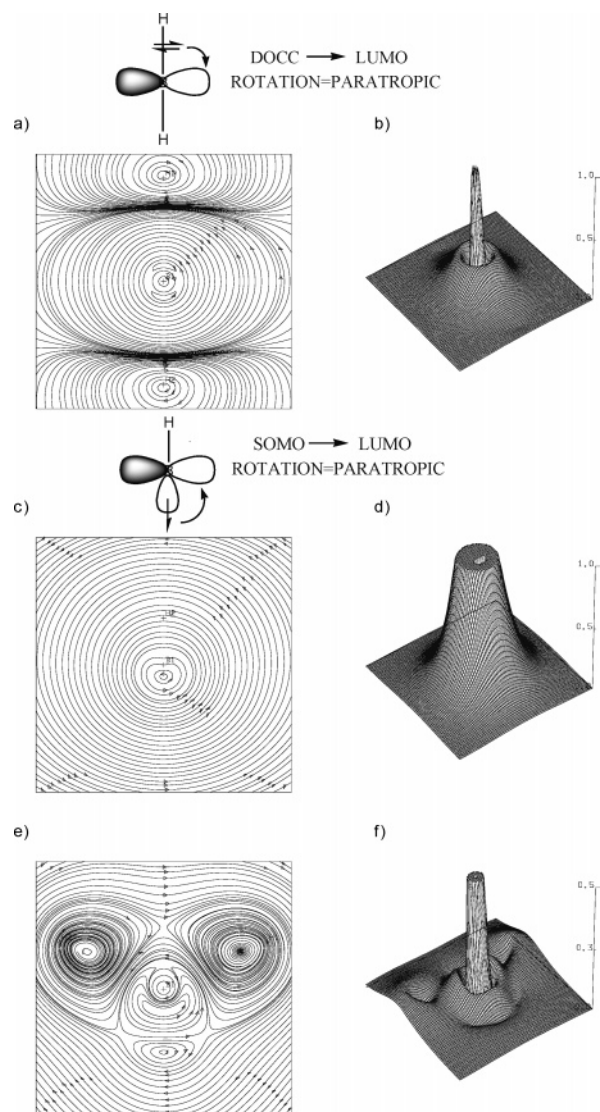 H
DOCC ⟶ LUMO
ROTATION=PARATROPIC
H
a)
b)
1.0
0.5
H
SOMO ⟶ LUMO
ROTATION=PARATROPIC
c)
d)
1.0
0.5
e)
f)
0.5
0.3